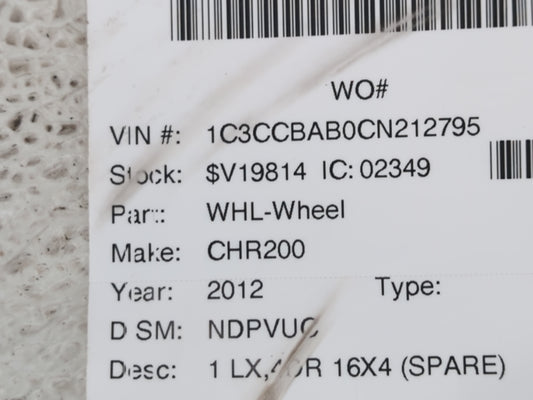 WO#
VIN #: 1C3CCBAB0CN212795
Stock: $V19814 IC: 02349
Part: WHL-Wheel
Make: CHR200
Year: 2012 Type:
D SM: NDPVUC
Desc: 1 LX,4DR 16X4 (SPARE)